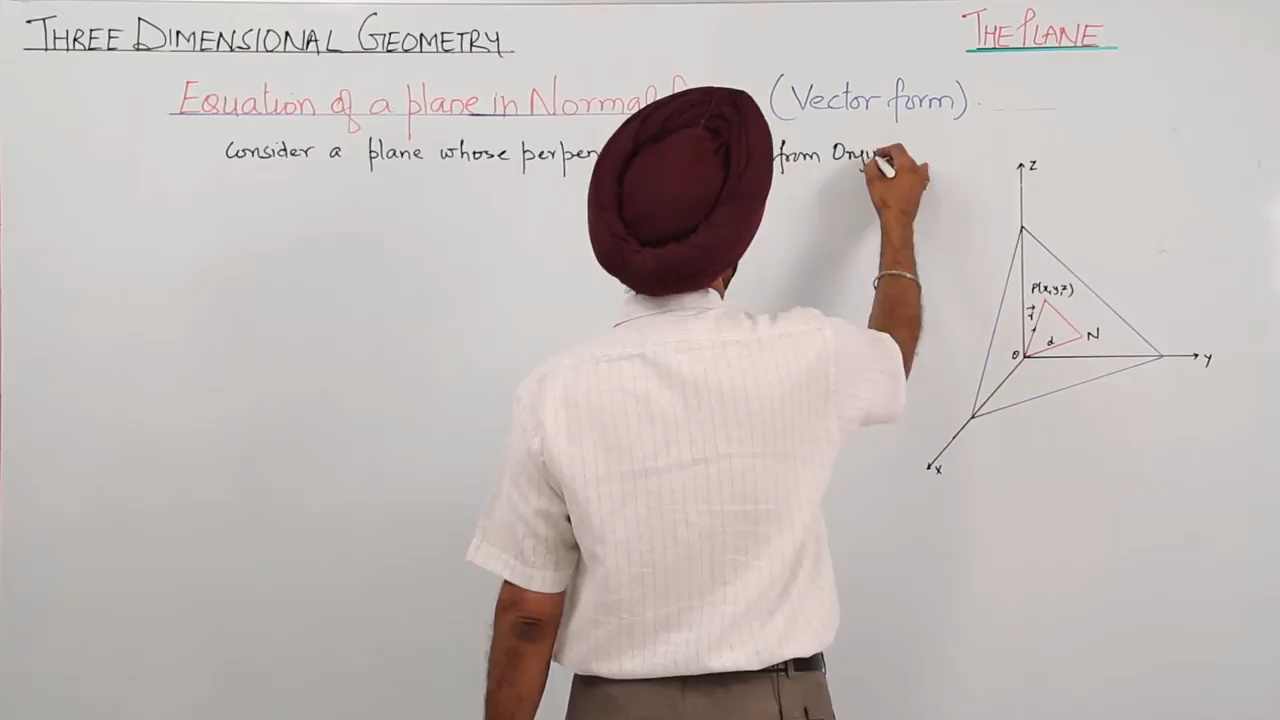 THREE DIMENSIONAL GEOMETRY
THE PLANE
Equation of a plane in Normal (Vector form)
Consider a plane whose perpen from
Z
P(x,y,z)
r
d
N
O
Y
X